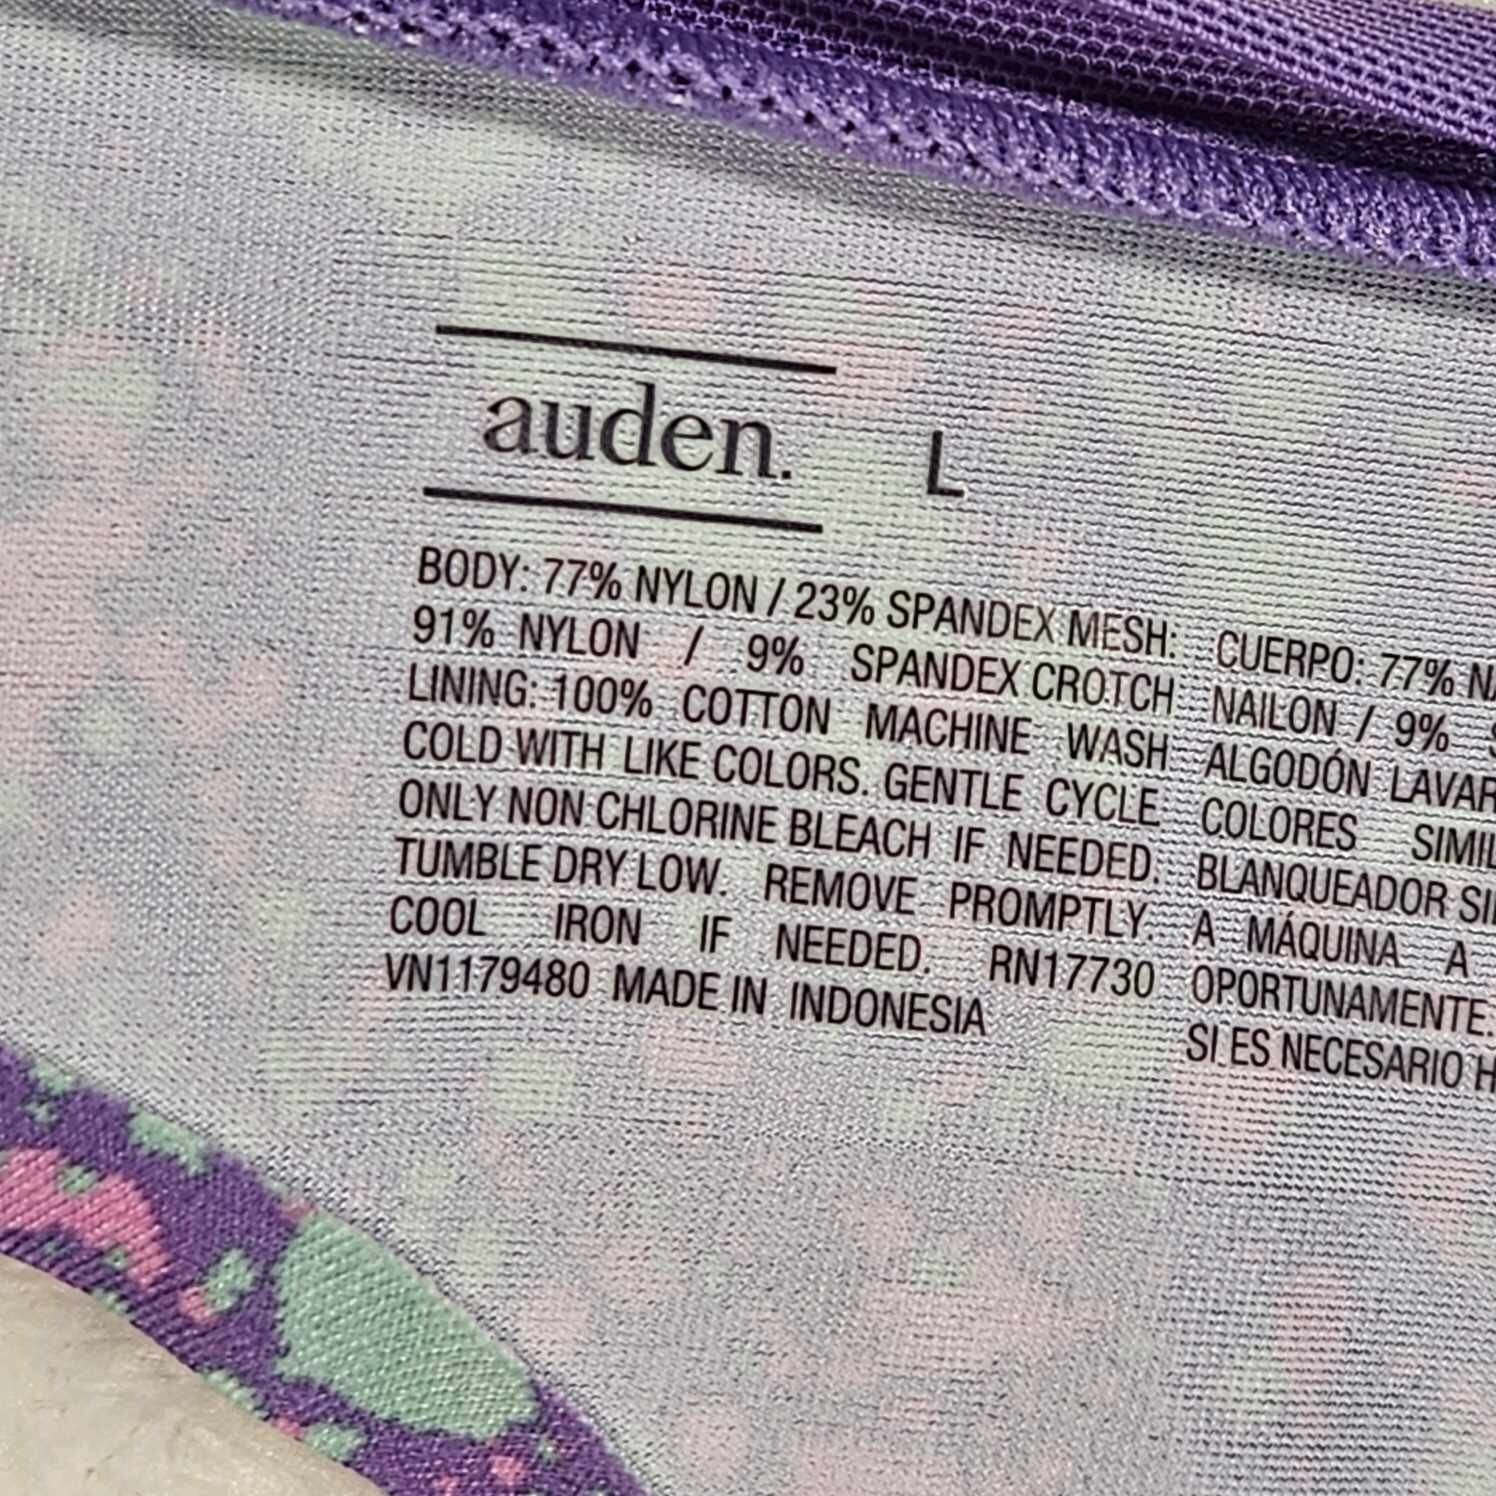 auden.
L
BODY: 77% NYLON / 23% SPANDEX MESH:
91% NYLON / 9% SPANDEX CROTCH
LINING: 100% COTTON MACHINE WASH
COLD WITH LIKE COLORS. GENTLE CYCLE.
ONLY NON CHLORINE BLEACH IF NEEDED.
TUMBLE DRY LOW. REMOVE PROMPTLY.
COOL IRON IF NEEDED. RN17730
VN1179480 MADE IN INDONESIA
CUERPO: 77%
NAILON / 9%
ALGODÓN LAVAR
COLORES
BLANQUEADOR
A MÁQUINA A
OPORTUNAMENTE.
SI ES NECESARIO